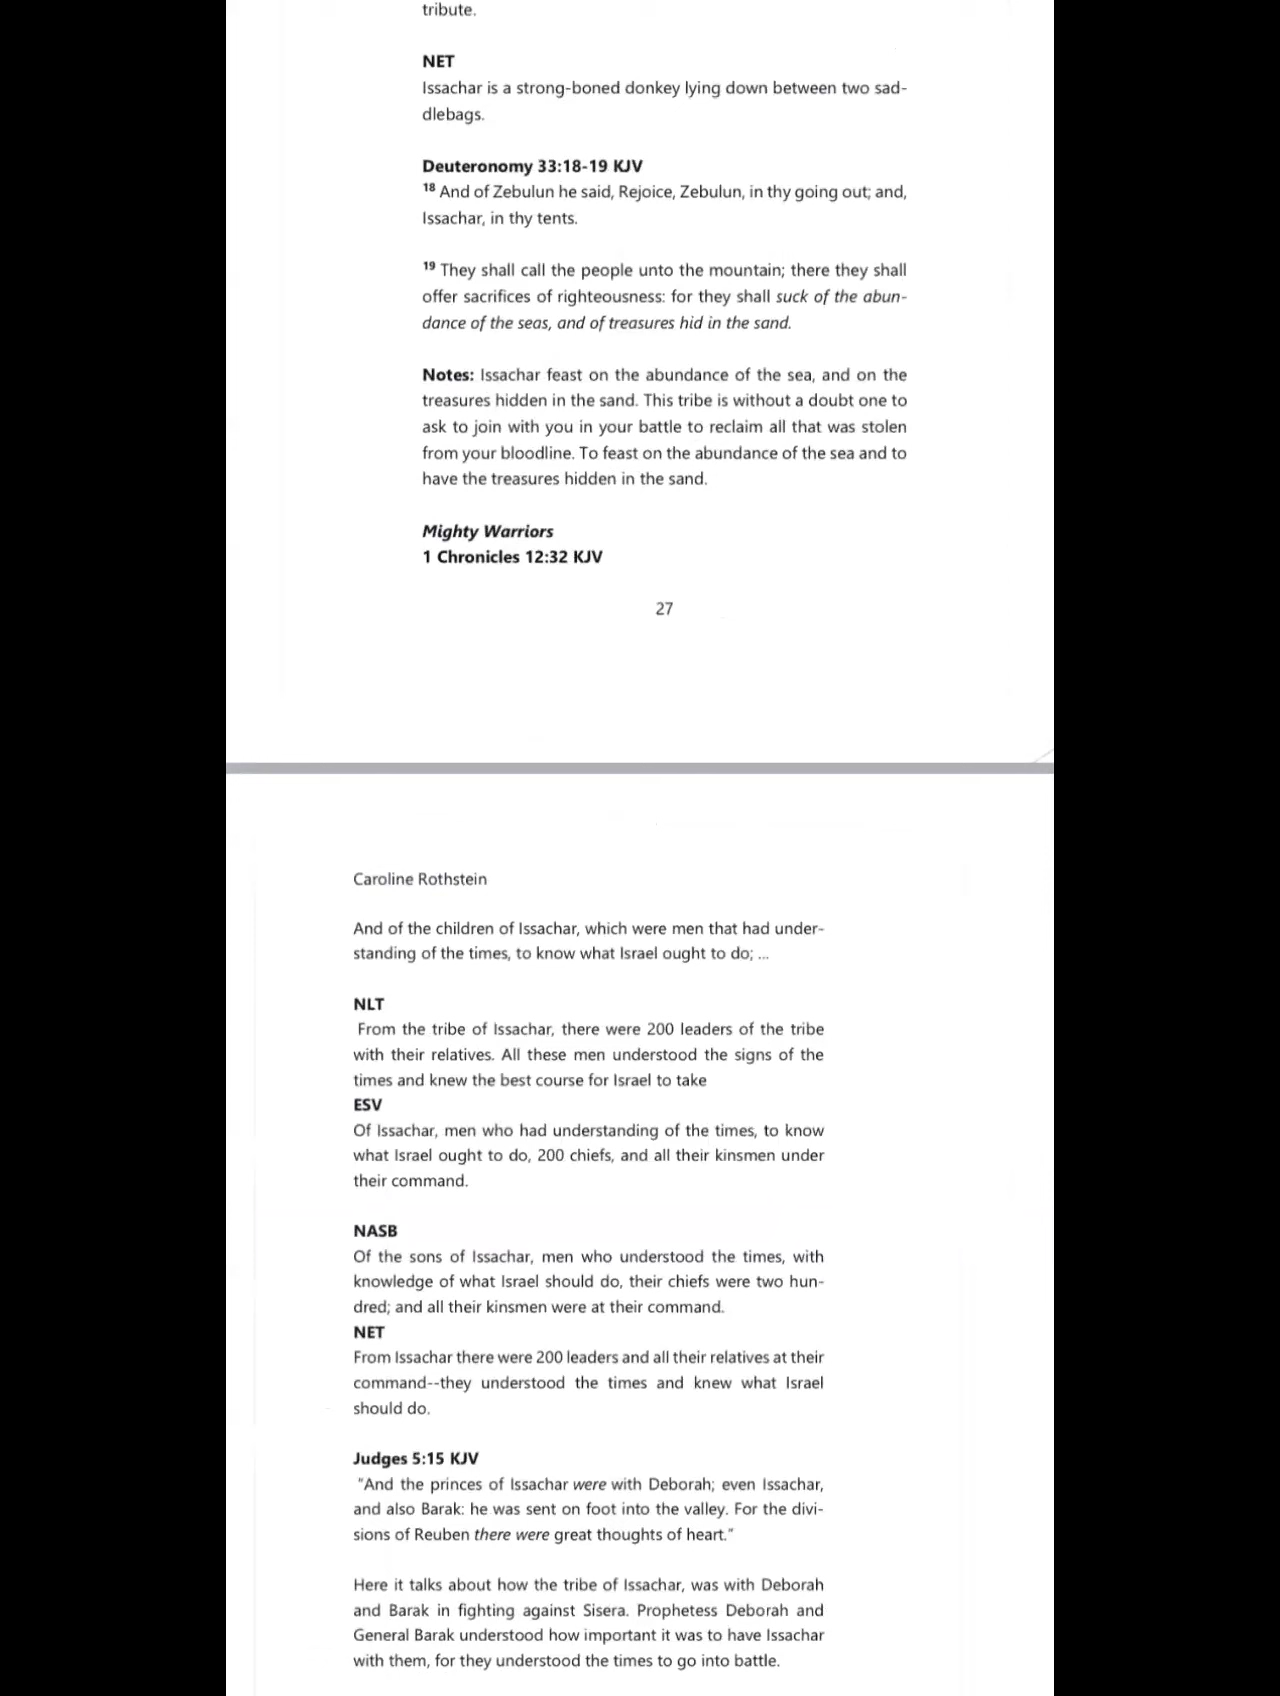 tribute.
NET
Issachar is a strong-boned donkey lying down between two sad-
dlebags.
Deuteronomy 33:18-19 KJV
18 And of Zebulun he said, Rejoice, Zebulun, in thy going out; and,
Issachar, in thy tents.
19 They shall call the people unto the mountain; there they shall
offer sacrifices of righteousness: for they shall suck of the abun-
dance of the seas, and of treasures hid in the sand.
Notes: Issachar feast on the abundance of the sea, and on the
treasures hidden in the sand. This tribe is without a doubt one to
ask to join with you in your battle to reclaim all that was stolen
from your bloodline. To feast on the abundance of the sea and to
have the treasures hidden in the sand.
Mighty Warriors
1 Chronicles 12:32 KJV
27
Caroline Rothstein
And of the children of Issachar, which were men that had under-
standing of the times, to know what Israel ought to do; ...
NLT
From the tribe of Issachar, there were 200 leaders of the tribe
with their relatives. All these men understood the signs of the
times and knew the best course for Israel to take
ESV
Of Issachar, men who had understanding of the times, to know
what Israel ought to do, 200 chiefs, and all their kinsmen under
their command.
NASB
Of the sons of Issachar, men who understood the times, with
knowledge of what Israel should do, their chiefs were two hun-
dred; and all their kinsmen were at their command.
NET
From Issachar there were 200 leaders and all their relatives at their
command--they understood the times and knew what Israel
should do.
Judges 5:15 KJV
"And the princes of Issachar were with Deborah; even Issachar,
and also Barak: he was sent on foot into the valley. For the divi-
sions of Reuben there were great thoughts of heart."
Here it talks about how the tribe of Issachar, was with Deborah
and Barak in fighting against Sisera. Prophetess Deborah and
General Barak understood how important it was to have Issachar
with them, for they understood the times to go into battle.